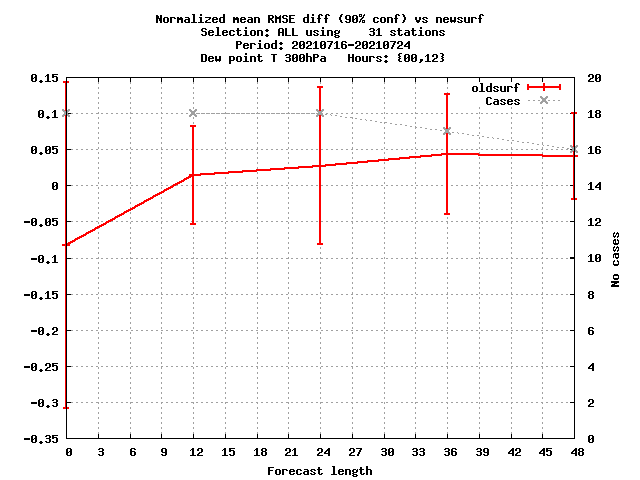 Normalized mean RMSE diff (90% conf) vs newsurf
Selection: ALL using    31 stations
Period: 20210716-20210724
Dew point T 300hPa   Hours: {00,12}
oldsurf
Cases
0.15
0.1
0.05
0
-0.05
-0.1
-0.15
-0.2
-0.25
-0.3
-0.35
20
18
16
14
12
10
8
6
4
2
0
No cases
0 3 6 9 12 15 18 21 24 27 30 33 36 39 42 45 48
Forecast length